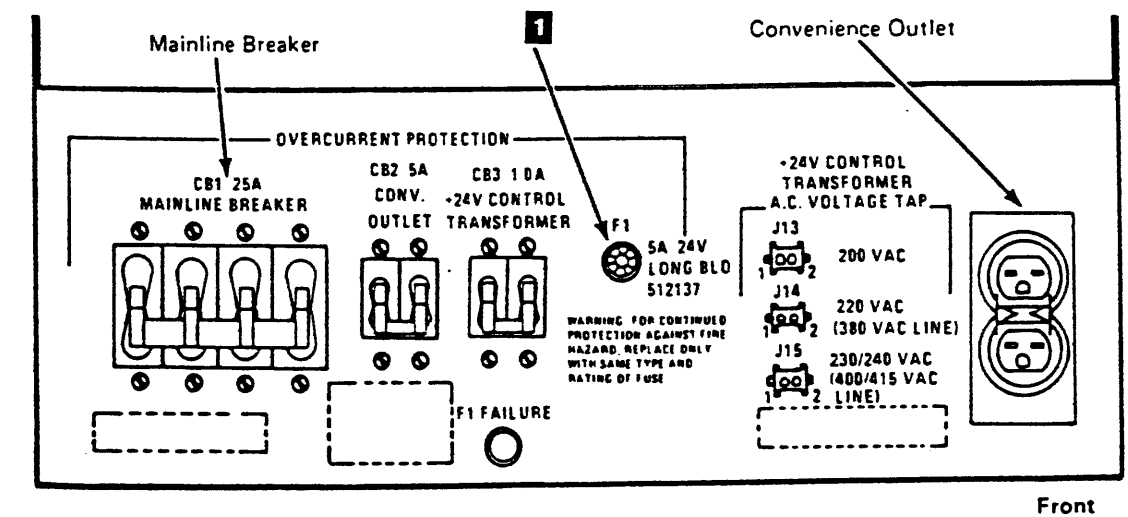 Mainline Breaker
1
Convenience Outlet
OVERCURRENT PROTECTION
CB1 25A
MAINLINE BREAKER
CB2 5A
CONV.
OUTLET
CB3 10A
+24V CONTROL
TRANSFORMER
F1
5A 24V
LONG BLO
512137
WARNING FOR CONTINUED
PROTECTION AGAINST FIRE
HAZARD, REPLACE ONLY
WITH SAME TYPE AND
RATING OF FUSE
F1 FAILURE
+24V CONTROL
TRANSFORMER
A.C. VOLTAGE TAP
J13
1 2
200 VAC
J14
1 2
220 VAC
(380 VAC LINE)
J15
1 2
230/240 VAC
(400/415 VAC
LINE)
Front